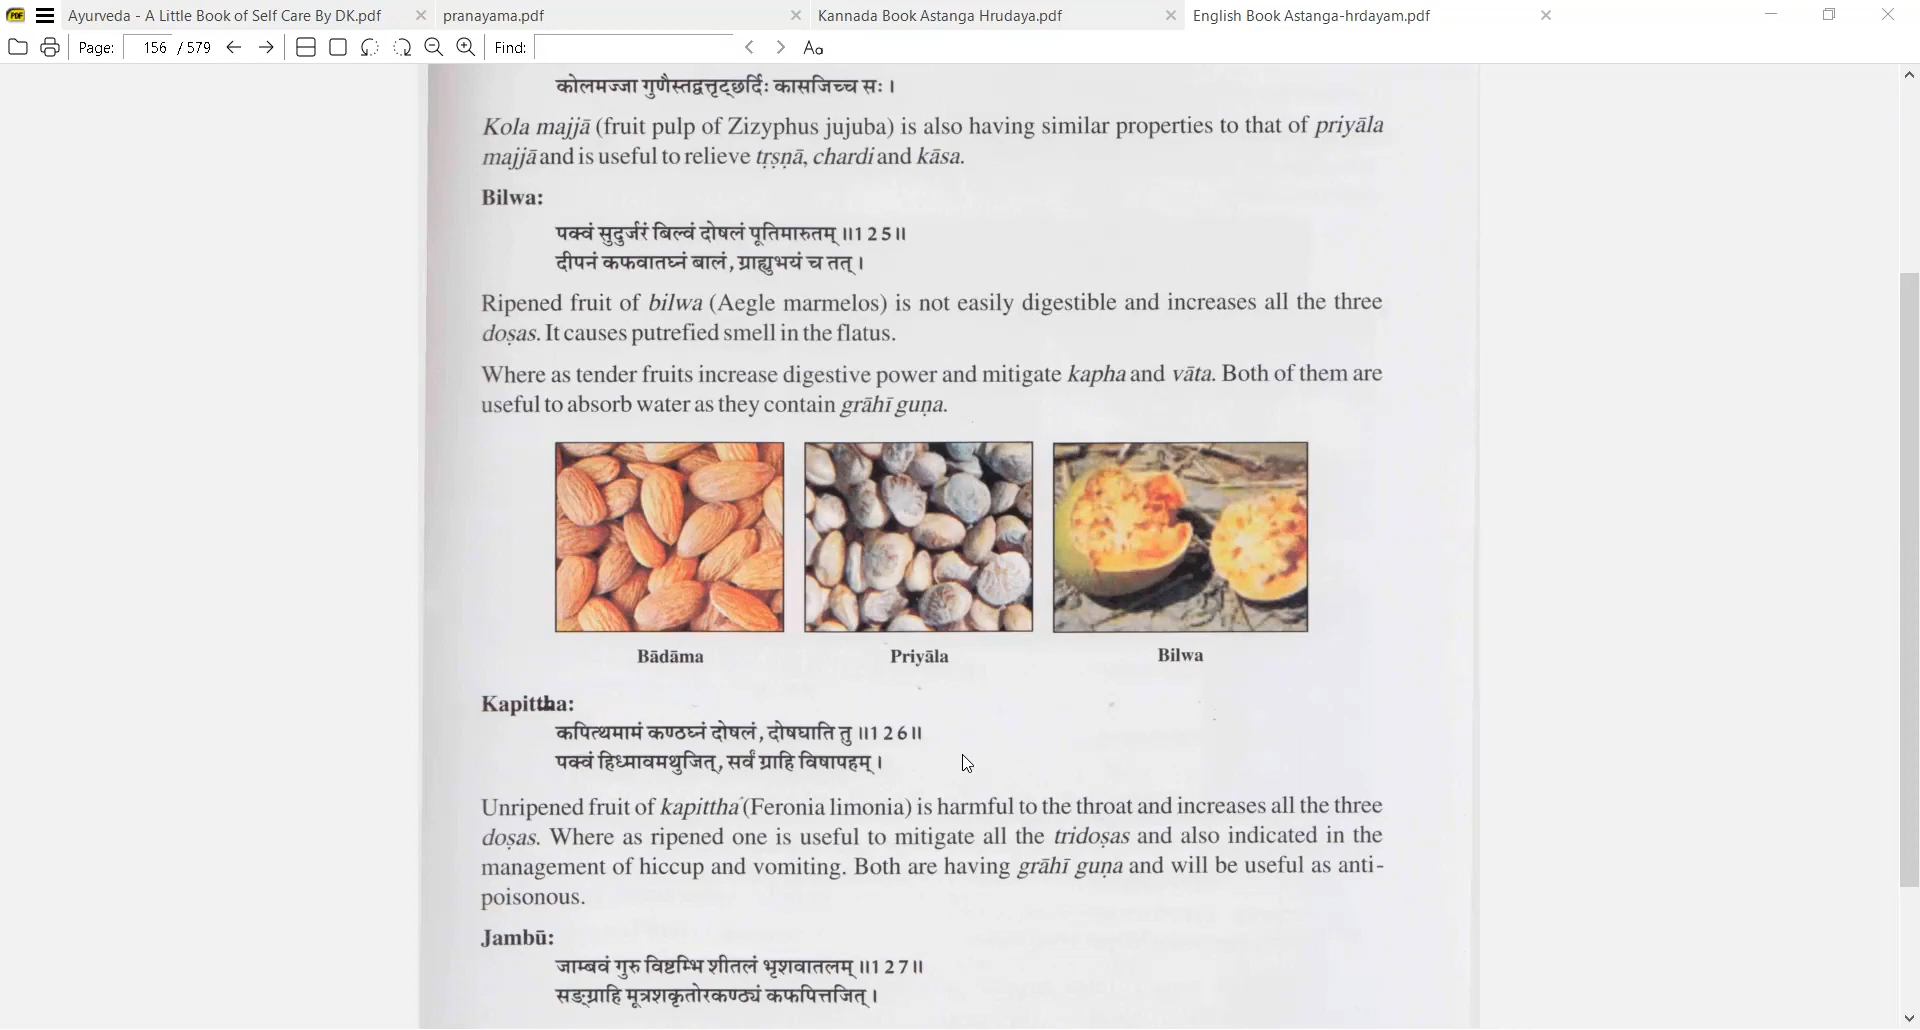 Ayurveda - A Little Book of Self Care By DK.pdf
pranayama.pdf
Kannada Book Astanga Hrudaya.pdf
English Book Astanga-hrdayam.pdf
Page: 156 / 579
Find:
कोलमज्जा गुणैस्तद्वत्तृट्छर्दिः कासजिच्च सः ।
Kola majjā (fruit pulp of Zizyphus jujuba) is also having similar properties to that of priyāla
majjā and is useful to relieve tṛṣṇā, chardi and kāsa.
Bilwa:
पक्वं सुदुर्जरं बिल्वं दोषलं पूतिमारुतम् ॥125॥
दीपनं कफवातघ्नं बालं, ग्राह्युभयं च तत् ।
Ripened fruit of bilwa (Aegle marmelos) is not easily digestible and increases all the three
doṣas. It causes putrefied smell in the flatus.
Where as tender fruits increase digestive power and mitigate kapha and vāta. Both of them are
useful to absorb water as they contain grāhī guṇa.
Bādāma
Priyāla
Bilwa
Kapittha:
कपित्थमामं कण्ठघ्नं दोषलं, दोषघाति तु ॥126॥
पक्वं हिध्मावमथुजित्, सर्वं ग्राहि विषापहम् ।
Unripened fruit of kapittha (Feronia limonia) is harmful to the throat and increases all the three
doṣas. Where as ripened one is useful to mitigate all the tridoṣas and also indicated in the
management of hiccup and vomiting. Both are having grāhī guṇa and will be useful as anti-
poisonous.
Jambū:
जाम्बवं गुरु विष्टम्भि शीतलं भृशवातलम् ॥127॥
सङ्ग्राहि मूत्रशकृतोरकण्ठ्यं कफपित्तजित् ।